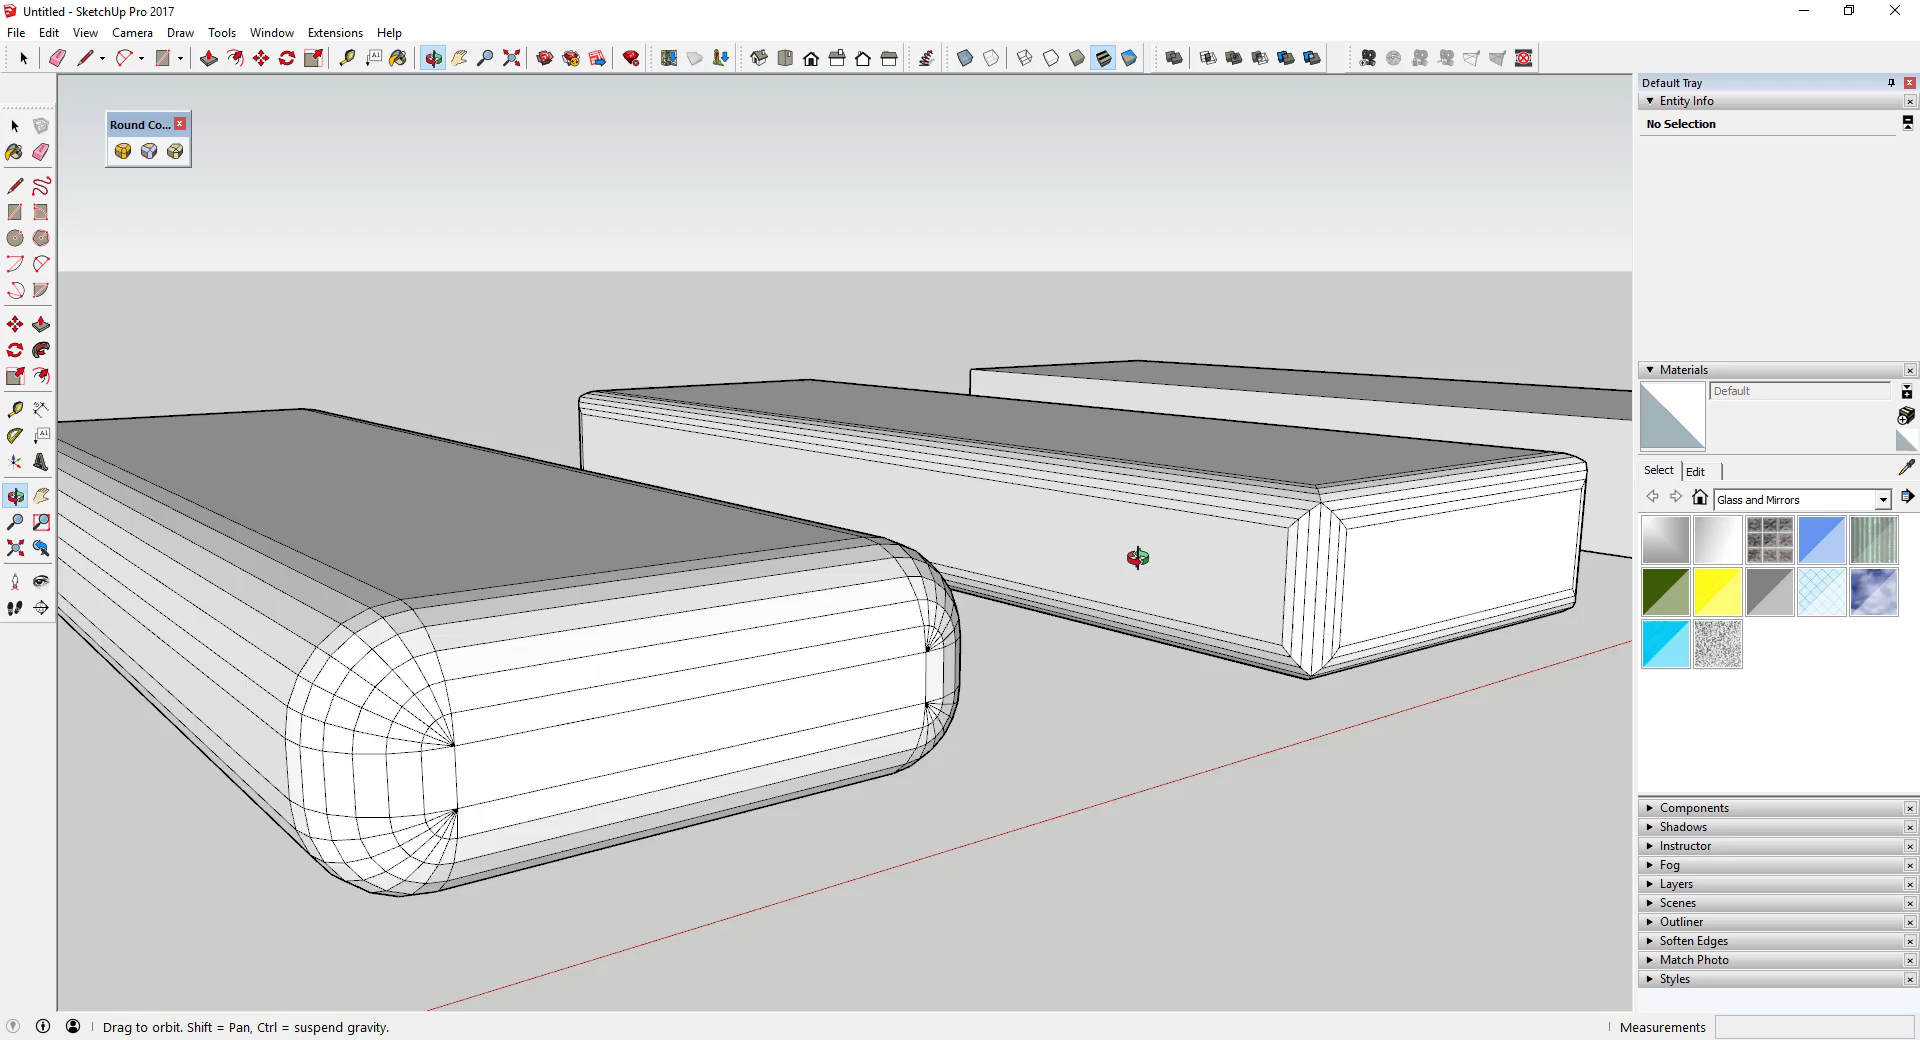 Untitled - SketchUp Pro 2017
File Edit View Camera Draw Tools Window Extensions Help
Default Tray
Entity Info
No Selection
Round Co...
Materials
Default
Select Edit
Glass and Mirrors
Components
Shadows
Instructor
Fog
Layers
Scenes
Outliner
Soften Edges
Match Photo
Styles
Drag to orbit. Shift = Pan, Ctrl = suspend gravity.
Measurements